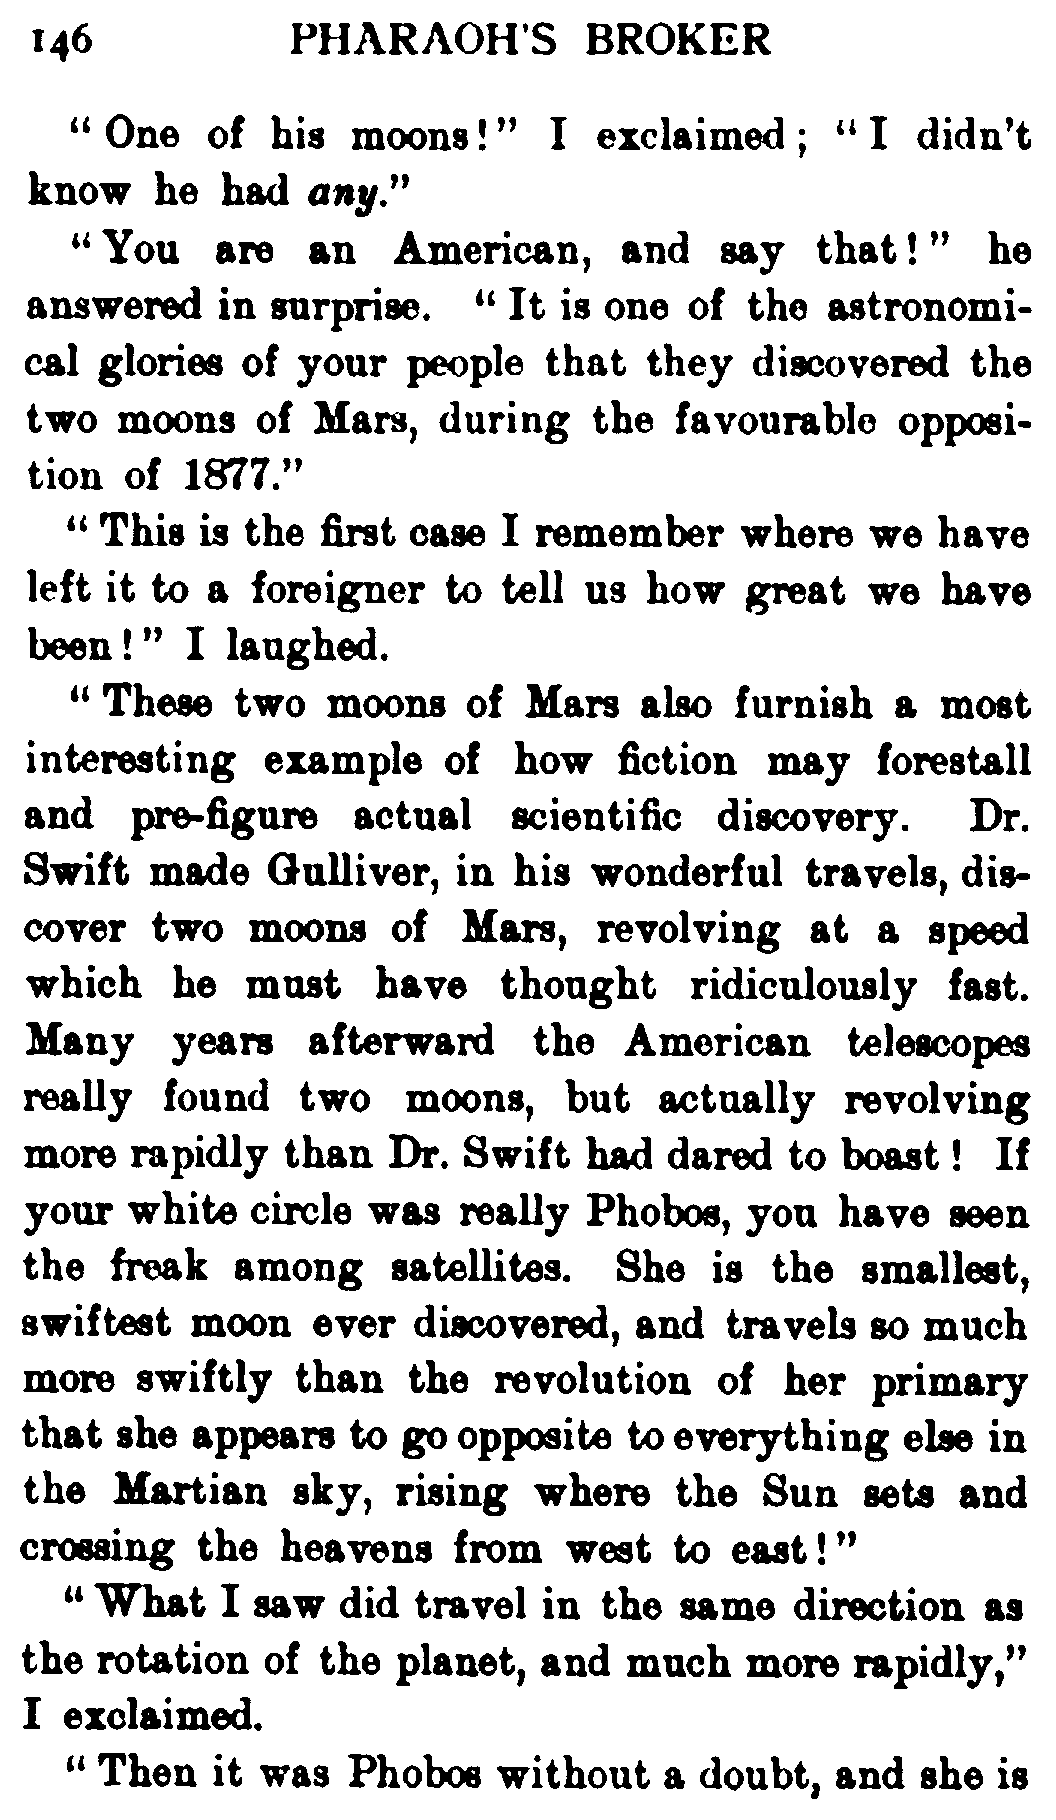 146 PHARAOH'S BROKER
“One of his moons!” I exclaimed; “I didn't
know he had any.”
“You are an American, and say that!” he
answered in surprise. “It is one of the astronomi-
cal glories of your people that they discovered the
two moons of Mars, during the favourable opposi-
tion of 1877.”
“This is the first case I remember where we have
left it to a foreigner to tell us how great we have
been!” I laughed.
“These two moons of Mars also furnish a most
interesting example of how fiction may forestall
and pre-figure actual scientific discovery. Dr.
Swift made Gulliver, in his wonderful travels, dis-
cover two moons of Mars, revolving at a speed
which he must have thought ridiculously fast.
Many years afterward the American telescopes
really found two moons, but actually revolving
more rapidly than Dr. Swift had dared to boast! If
your white circle was really Phobos, you have seen
the freak among satellites. She is the smallest,
swiftest moon ever discovered, and travels so much
more swiftly than the revolution of her primary
that she appears to go opposite to everything else in
the Martian sky, rising where the Sun sets and
crossing the heavens from west to east!”
“What I saw did travel in the same direction as
the rotation of the planet, and much more rapidly,”
I exclaimed.
“Then it was Phobos without a doubt, and she is